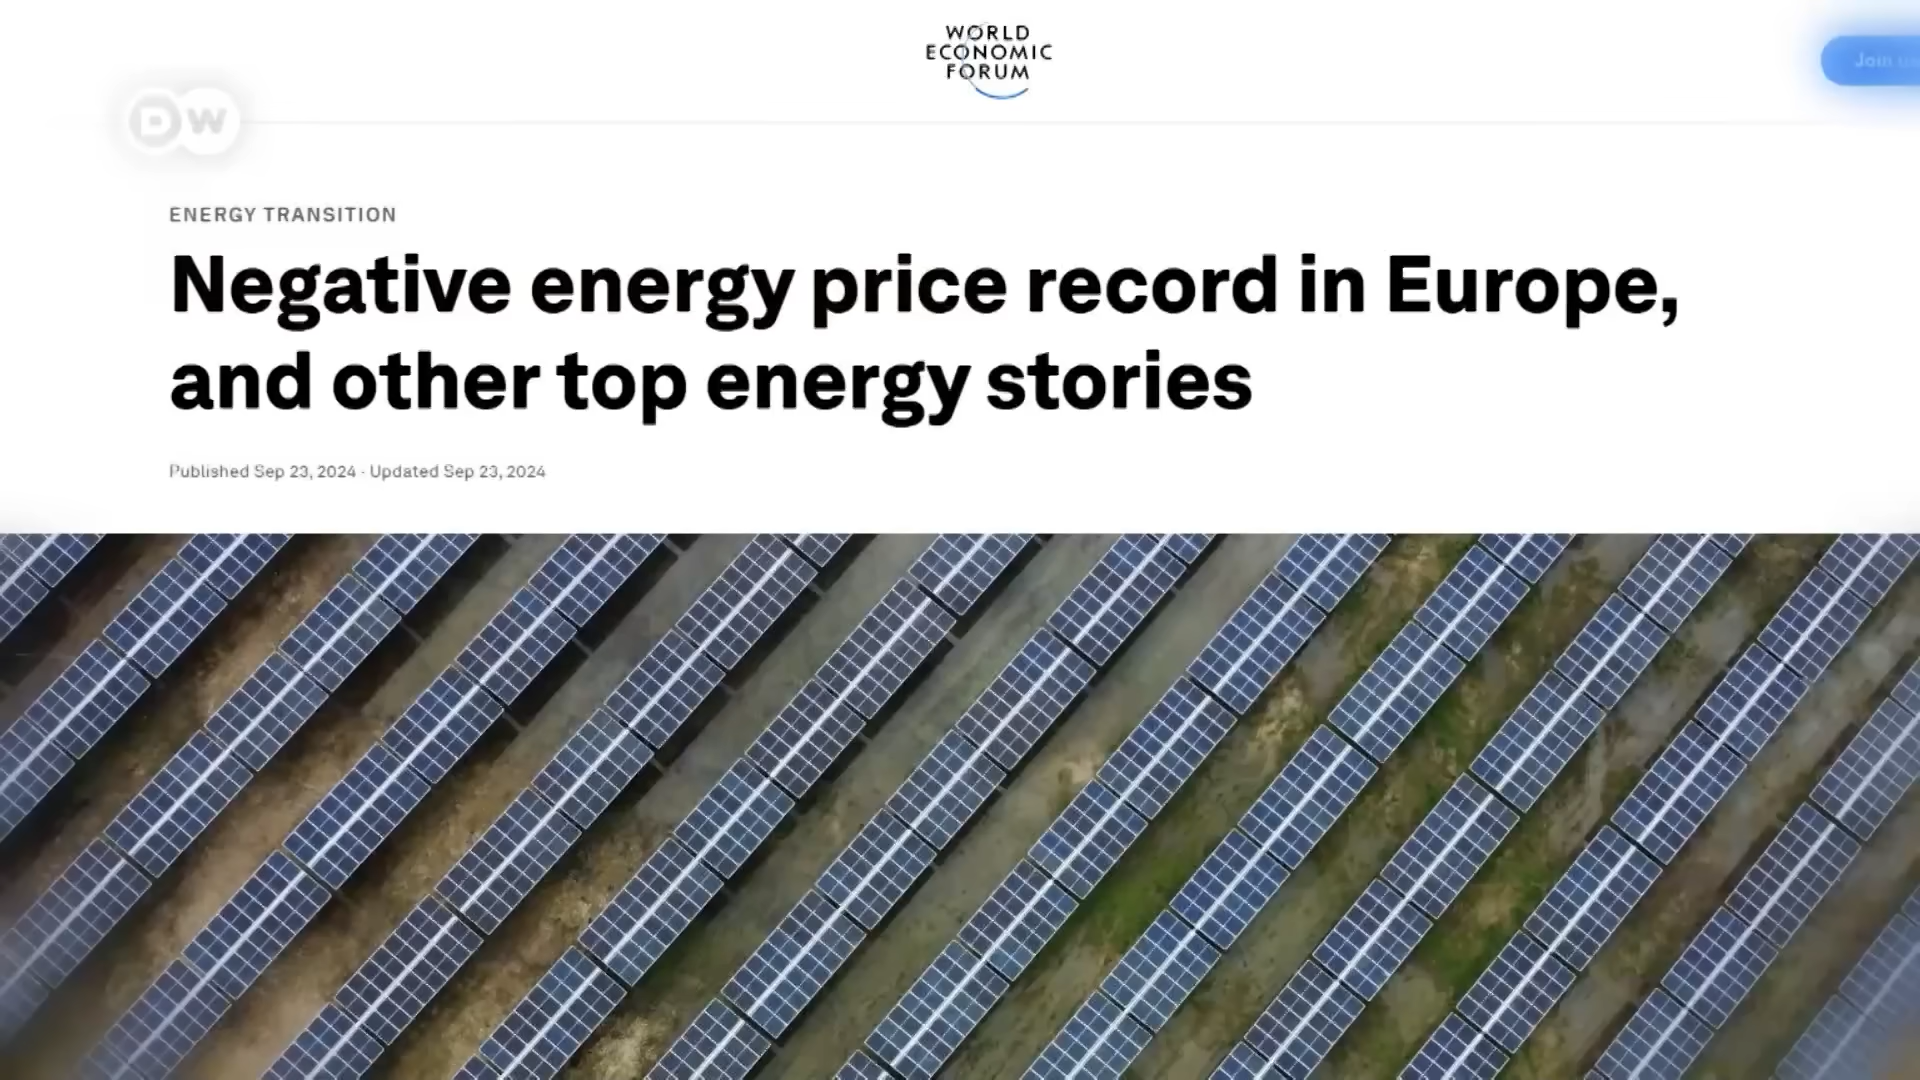 WORLD
ECONOMIC
FORUM
Join
DW
ENERGY TRANSITION
Negative energy price record in Europe,
and other top energy stories
Published Sep 23, 2024 · Updated Sep 23, 2024